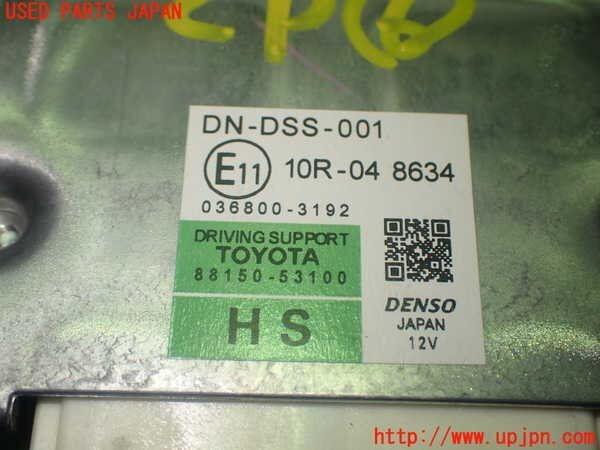 USED PARTS JAPAN
DN-DSS-001
E11 10R-04 8634
036800-3192
DRIVING SUPPORT
TOYOTA
88150-53100
HS
DENSO
JAPAN
12V
http://www.upjpn.com